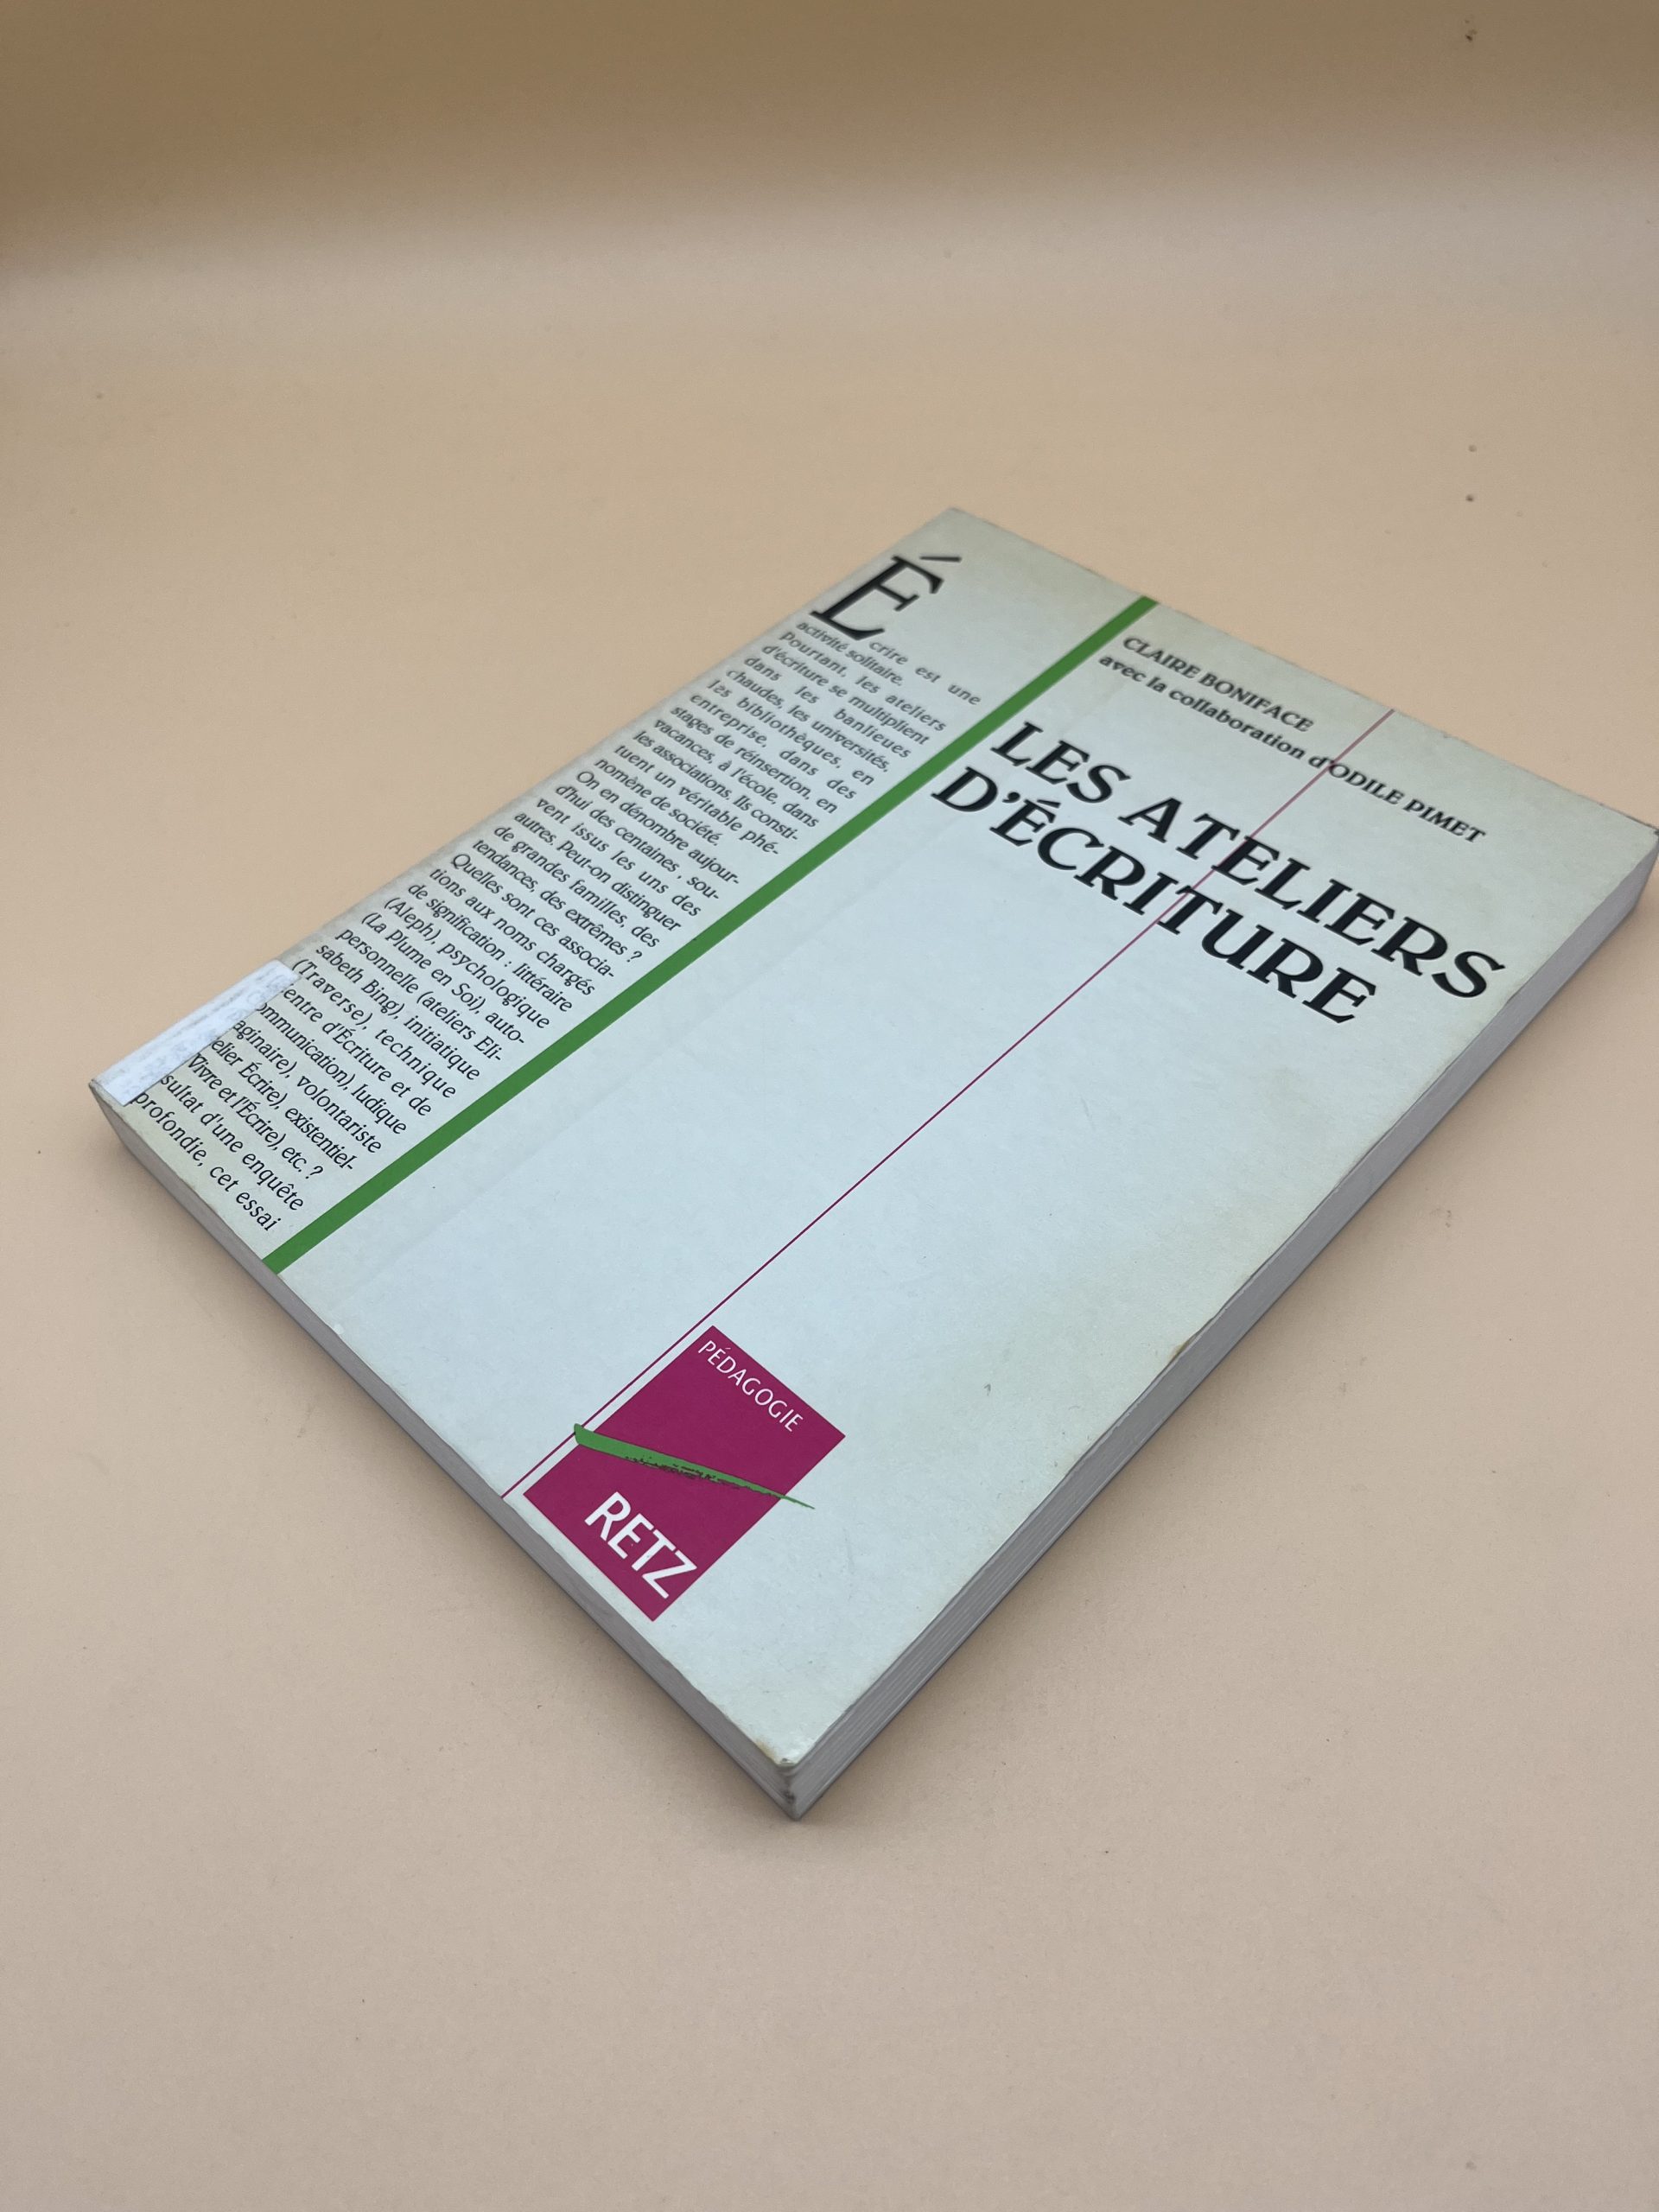 CLAIRE BONIFACE
avec la collaboration d'ODILE PIMET
LES ATELIERS
D'ÉCRITURE
Écrire est une
activité solitaire.
Pourtant, les ateliers
d'écriture se multiplient
dans les banlieues
chaudes, les universités,
les bibliothèques, en
entreprise, dans des
stages de réinsertion, en
vacances, à l'école, dans
les associations. Ils consti-
tuent un véritable phé-
nomène de société.
On en dénombre aujour-
d'hui des centaines, sou-
vent issus les uns des
autres. Peut-on distinguer
de grandes familles, des
tendances, des extrêmes ?
Quelles sont ces associa-
tions aux noms chargés
de signification : littéraire
(Aleph), psychologique
(La Plume en Soi), auto-
personnelle (ateliers Eli-
sabeth Bing), initiatique
(Traverse), technique
entre d'Écriture et de
ommunication), ludique
aginaire), volontariste
elier Écrire), existentiel-
Vivre et l'Écrire), etc. ?
sultat d'une enquête
profondie, cet essai
PÉDAGOGIE
RETZ